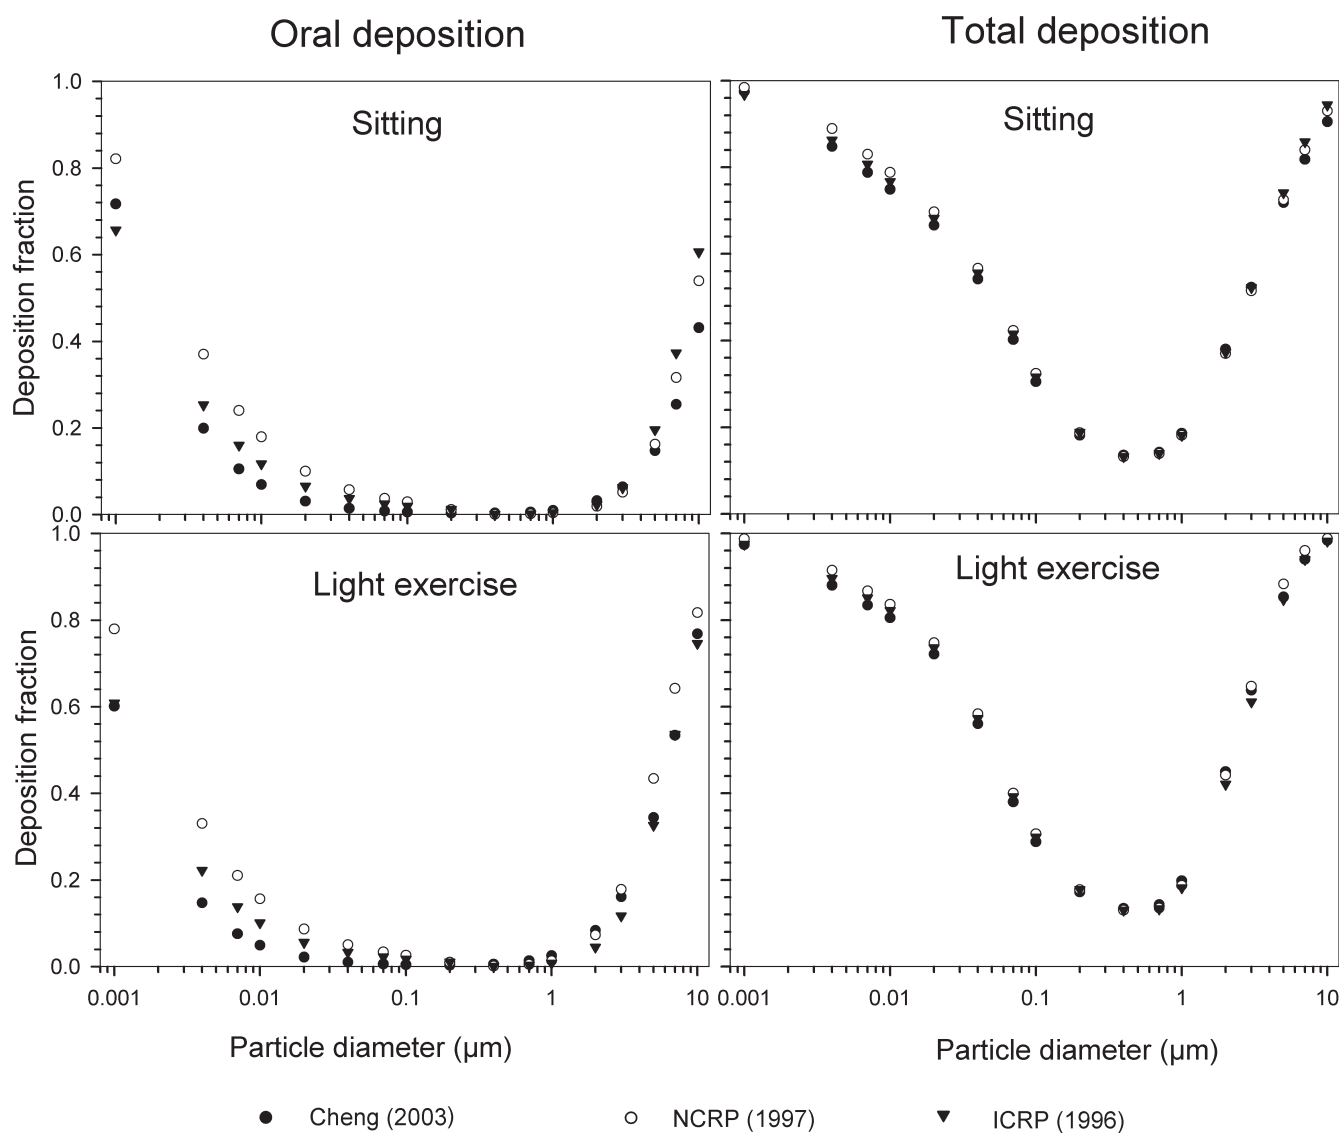 Oral deposition
Total deposition
Sitting
Sitting
1.0
0.8
0.6
0.4
0.2
0.0
Deposition fraction
Light exercise
Light exercise
1.0
0.8
0.6
0.4
0.2
0.0
Deposition fraction
0.001 0.01 0.1 1 10 0.001 0.01 0.1 1 10
Particle diameter (µm)
Particle diameter (µm)
Cheng (2003) NCRP (1997) ICRP (1996)